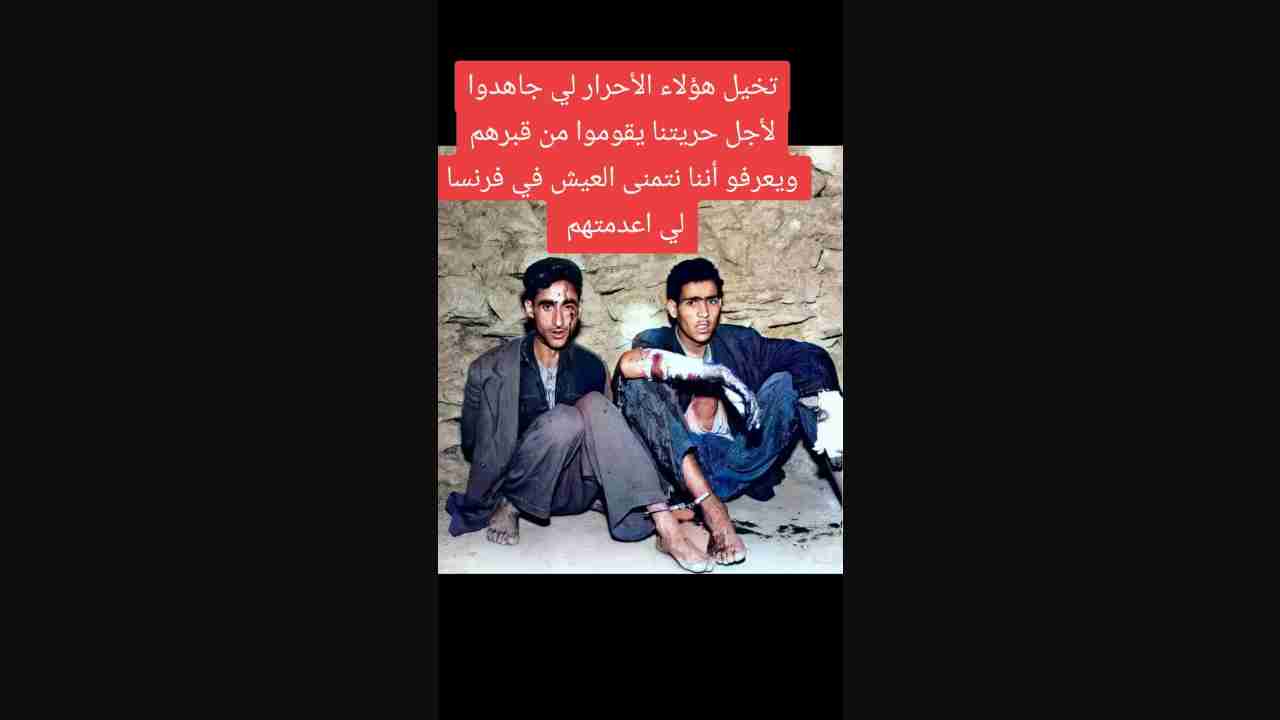 تخيل هؤلاء الأحرار لي جاهدوا
لأجل حريتنا يقوموا من قبرهم
ويعرفو أننا نتمنى العيش في فرنسا
لي اعدمتهم